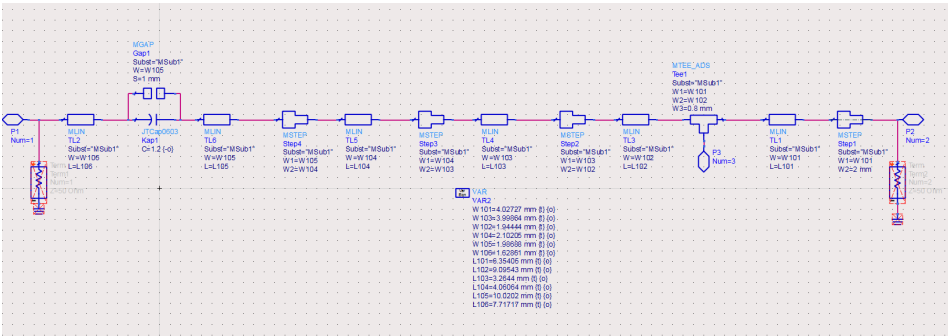 MGAP
Gap1
Subst="MSub1"
W=W105
S=1 mm
P1
Num=1
MLIN
TL2
Subst="MSub1"
W=W106
L=L106
JTCap0603
Kap1
C=1.2 {-o}
MLIN
TL6
Subst="MSub1"
W=W105
L=L105
MSTEP
Step4
Subst="MSub1"
W1=W105
W2=W104
MLIN
TL5
Subst="MSub1"
W=W104
L=L104
MSTEP
Step3
Subst="MSub1"
W1=W104
W2=W103
MLIN
TL4
Subst="MSub1"
W=W103
L=L103
MSTEP
Step2
Subst="MSub1"
W1=W103
W2=W102
MLIN
TL3
Subst="MSub1"
W=W102
L=L102
MTEE_ADS
Tee1
Subst="MSub1"
W1=W101
W2=W102
W3=0.8 mm
P3
Num=3
MLIN
TL1
Subst="MSub1"
W=W101
L=L101
MSTEP
Step1
Subst="MSub1"
W1=W101
W2=2 mm
P2
Num=2
Term
VAR
VAR2
W101=4.02727 mm {t} {o}
W103=3.99864 mm {t} {o}
W102=1.94444 mm {t} {o}
W104=2.10205 mm {t} {o}
W105=1.98688 mm {t} {o}
W106=1.62861 mm {t} {o}
L101=6.35406 mm {t} {o}
L102=9.09543 mm {t} {o}
L103=3.2644 mm {t} {o}
L104=4.06064 mm {t} {o}
L105=10.0202 mm {t} {o}
L106=7.71717 mm {t} {o}